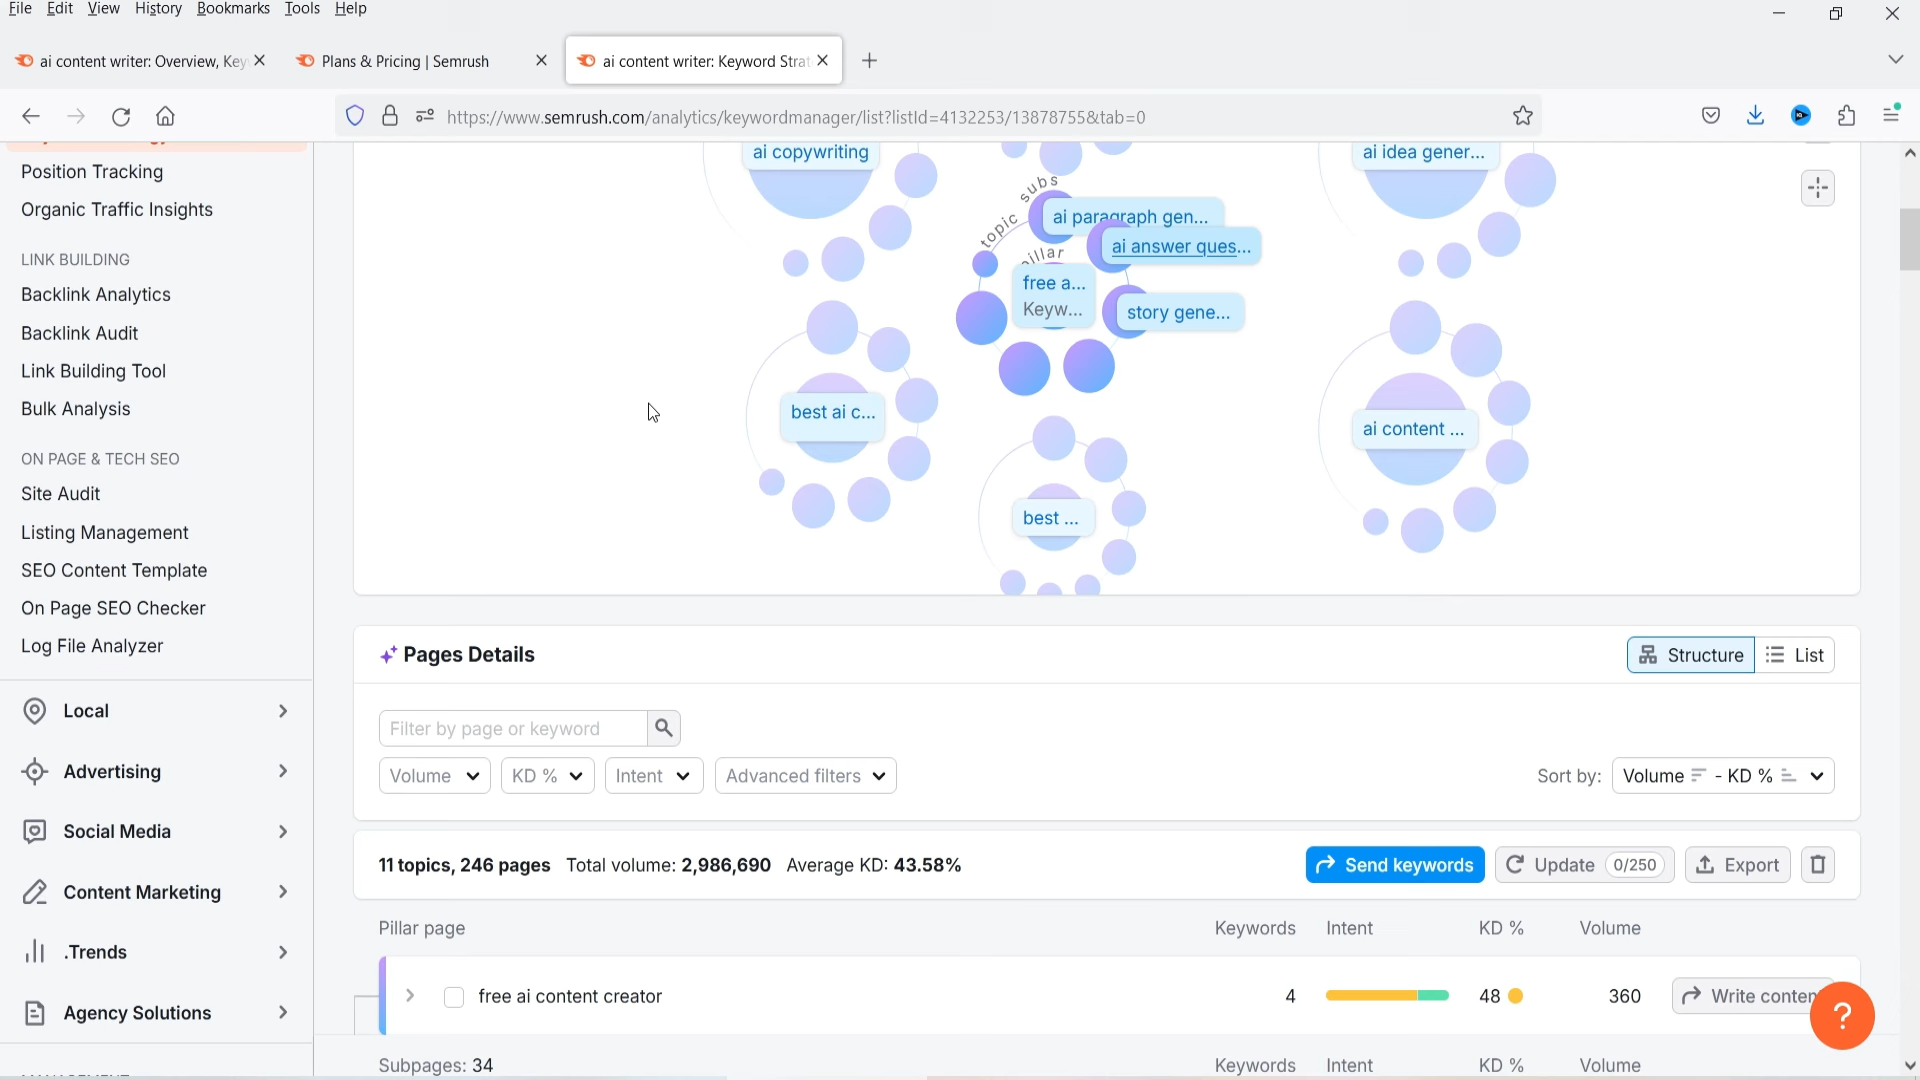 File Edit View History Bookmarks Tools Help
ai content writer: Overview, Key
Plans & Pricing | Semrush
ai content writer: Keyword Strat
https://www.semrush.com/analytics/keywordmanager/list?listId=4132253/13878755&tab=0
Position Tracking
Organic Traffic Insights
LINK BUILDING
Backlink Analytics
Backlink Audit
Link Building Tool
Bulk Analysis
ON PAGE & TECH SEO
Site Audit
Listing Management
SEO Content Template
On Page SEO Checker
Log File Analyzer
Local
Advertising
Social Media
Content Marketing
.Trends
Agency Solutions
ai copywriting
ai idea gener...
topic subs
ai paragraph gen...
ai answer ques...
free a...
Keyw...
story gene...
best ai c...
ai content ...
best ...
Pages Details
Structure
List
Filter by page or keyword
Volume
KD %
Intent
Advanced filters
Sort by:
Volume - KD %
11 topics, 246 pages Total volume: 2,986,690 Average KD: 43.58%
Send keywords
Update 0/250
Export
Pillar page Keywords Intent KD % Volume
free ai content creator 4 48 360
Write conten
?
Subpages: 34 Keywords Intent KD % Volume